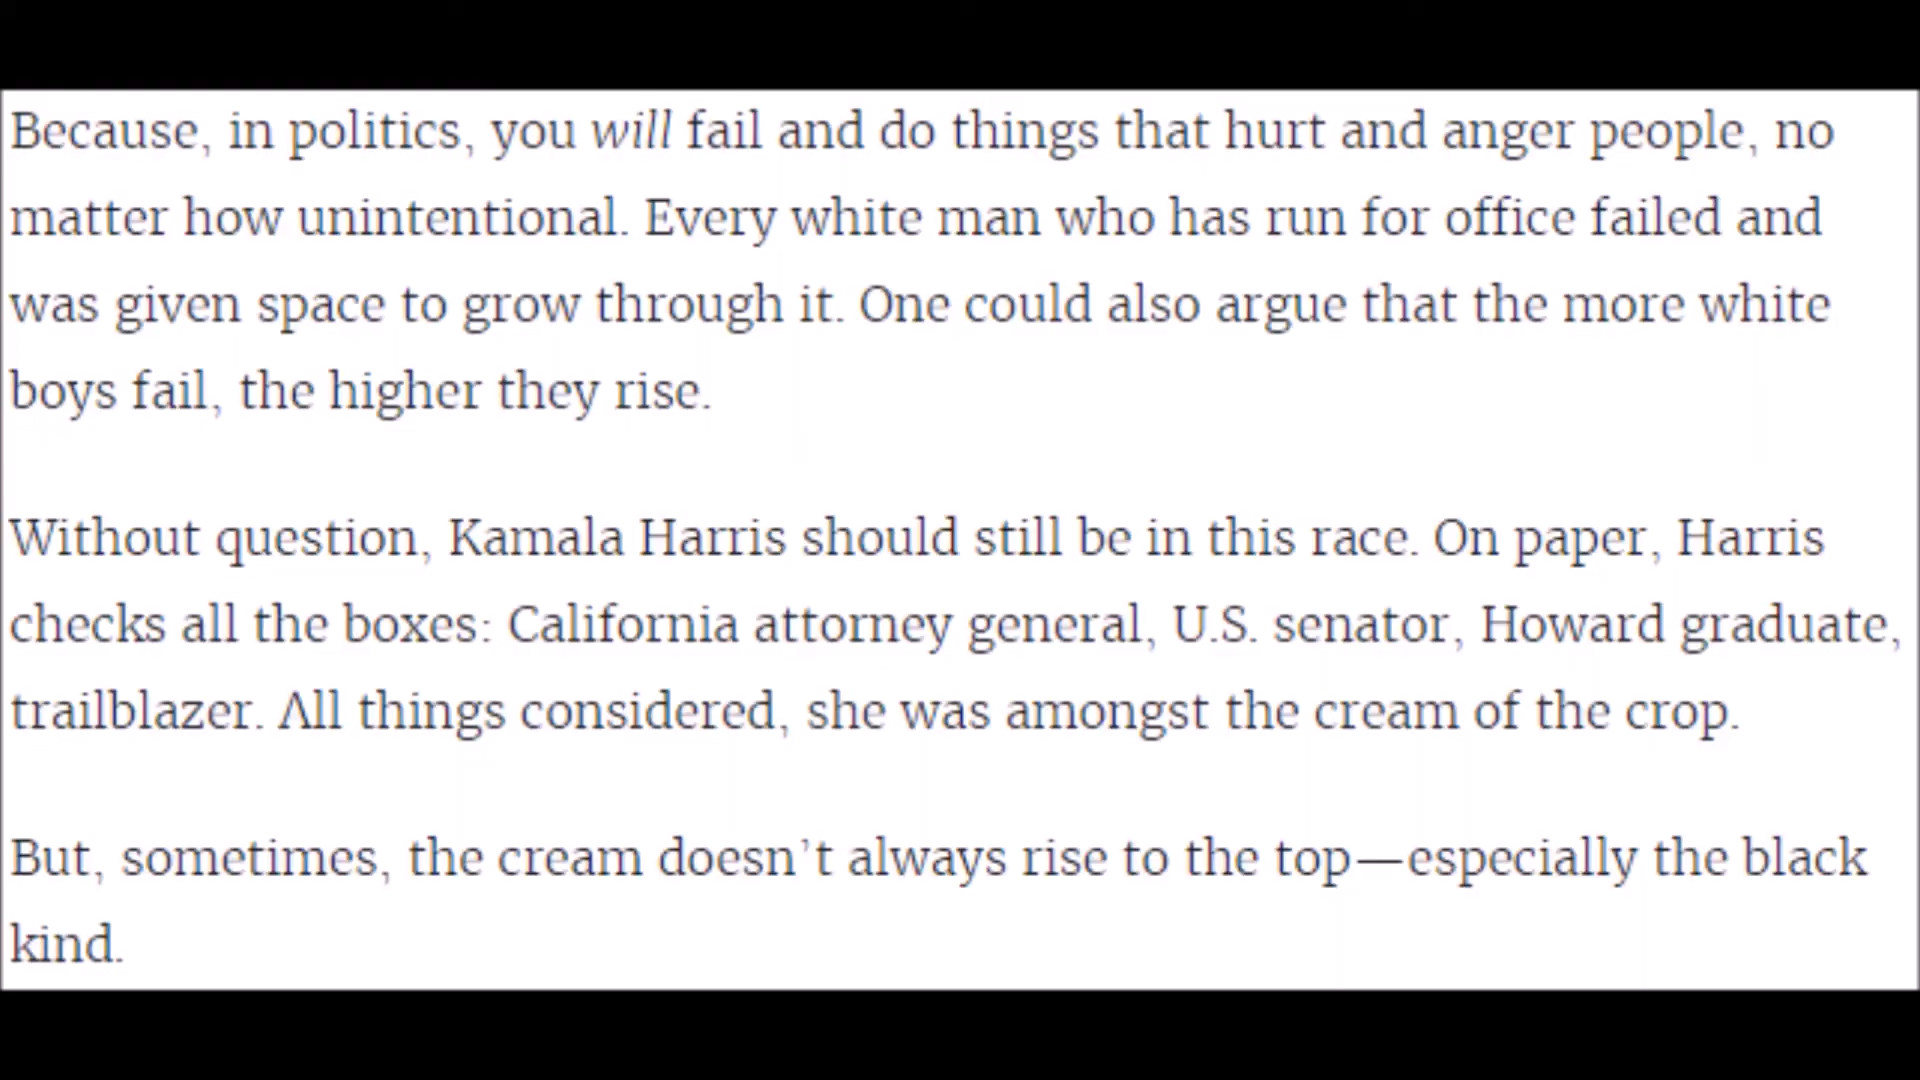 Because, in politics, you will fail and do things that hurt and anger people, no
matter how unintentional. Every white man who has run for office failed and
was given space to grow through it. One could also argue that the more white
boys fail, the higher they rise.
Without question, Kamala Harris should still be in this race. On paper, Harris
checks all the boxes: California attorney general, U.S. senator, Howard graduate,
trailblazer. All things considered, she was amongst the cream of the crop.
But, sometimes, the cream doesn’t always rise to the top—especially the black
kind.